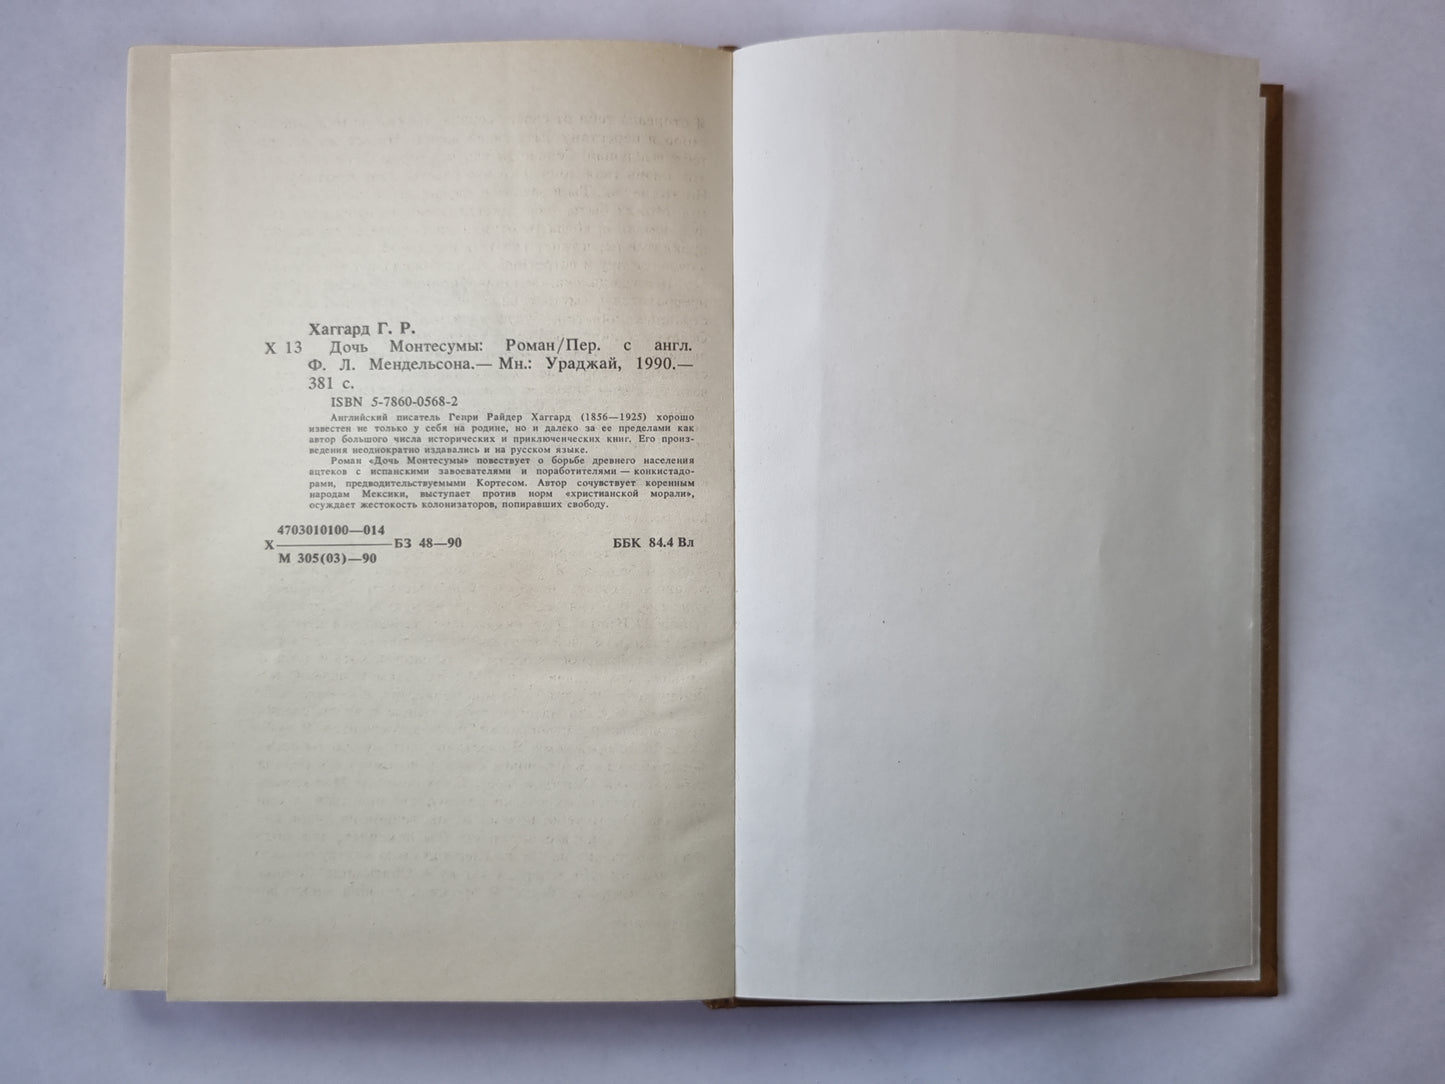 Хаггард Г. Р.
Х 13 Дочь Монтесумы: Роман/Пер. с англ.
Ф. Л. Мендельсона.— Мн.: Ураджай, 1990.—
381 с.
ISBN 5-7860-0568-2
Английский писатель Генри Райдер Хаггард (1856—1925) хорошо
известен не только у себя на родине, но и далеко за ее пределами как
автор большого числа исторических и приключенческих книг. Его произ-
ведения неоднократно издавались и на русском языке.
Роман «Дочь Монтесумы» повествует о борьбе древнего населения
ацтеков с испанскими завоевателями и поработителями — конкистадо-
рами, предводительствуемыми Кортесом. Автор сочувствует коренным
народам Мексики, выступает против норм «христианской морали»,
осуждает жестокость колонизаторов, попиравших свободу.
4703010100—014
Х БЗ 48—90 ББК 84.4 Вл
М 305(03)—90